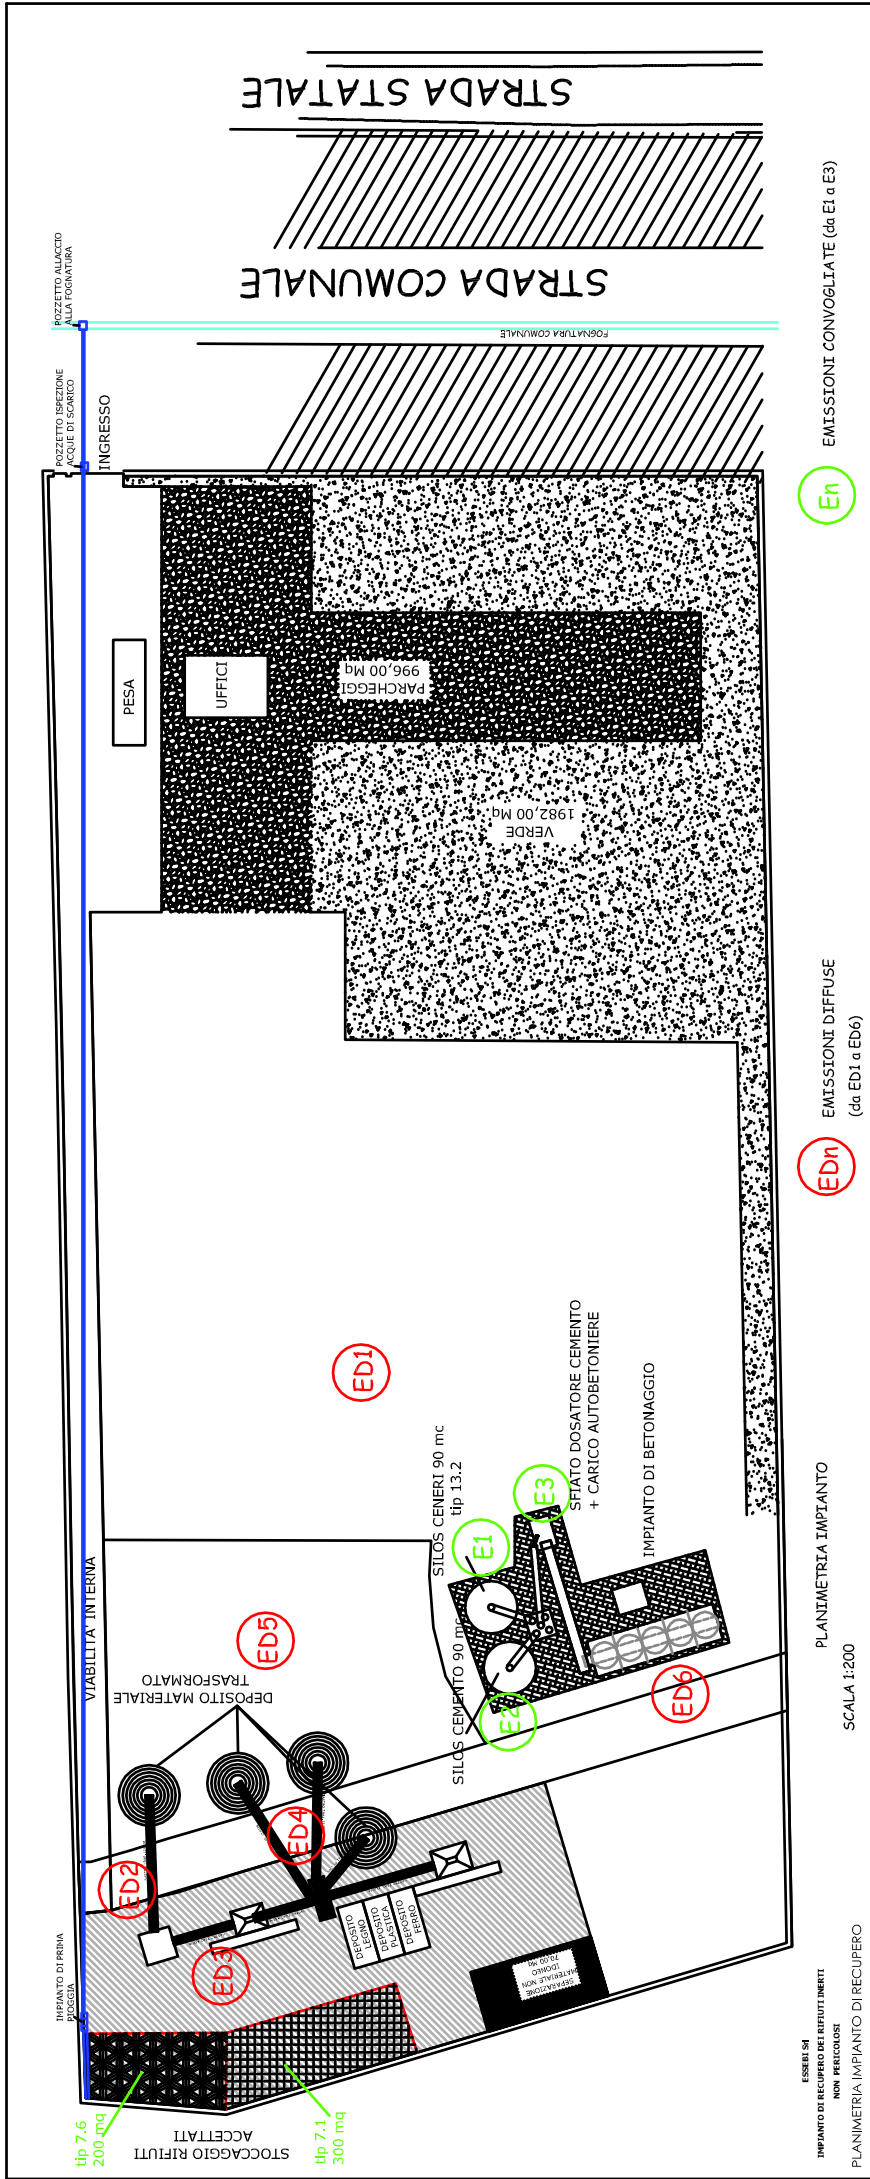 STRADA STATALE
STRADA COMUNALE
FOGNATURA COMUNALE
POZZETTO ALLACCIO
ALLA FOGNATURA
POZZETTO ISPEZIONE
ACQUE DI SCARICO
INGRESSO
PESA
UFFICI
PARCHEGGI
996,00 Mq
VERDE
1982,00 Mq
En
EMISSIONI CONVOGLIATE (da E1 a E3)
EDn
EMISSIONI DIFFUSE
(da ED1 a ED6)
ED1
SILOS CENERI 90 mc
tip 13.2
E1
E3
SFIATO DOSATORE CEMENTO
+ CARICO AUTOBETONIERE
IMPIANTO DI BETONAGGIO
SILOS CEMENTO 90 mc
E2
ED6
VIABILITA' INTERNA
ED5
DEPOSITO MATERIALE
TRASFORMATO
ED2
ED4
ED3
DEPOSITO
LEGNO
DEPOSITO
PLASTICA
DEPOSITO
FERRO
SEPARAZIONE
MATERIALE NON
IDONEO
70,00 Mq
IMPIANTO DI PRIMA
PIOGGIA
tip 7.6
200 mq
STOCCAGGIO RIFIUTI
ACCETTATI
tip 7.1
300 mq
PLANIMETRIA IMPIANTO
SCALA 1:200
ESSEBI Srl
IMPIANTO DI RECUPERO DEI RIFIUTI INERTI
NON PERICOLOSI
PLANIMETRIA IMPIANTO DI RECUPERO